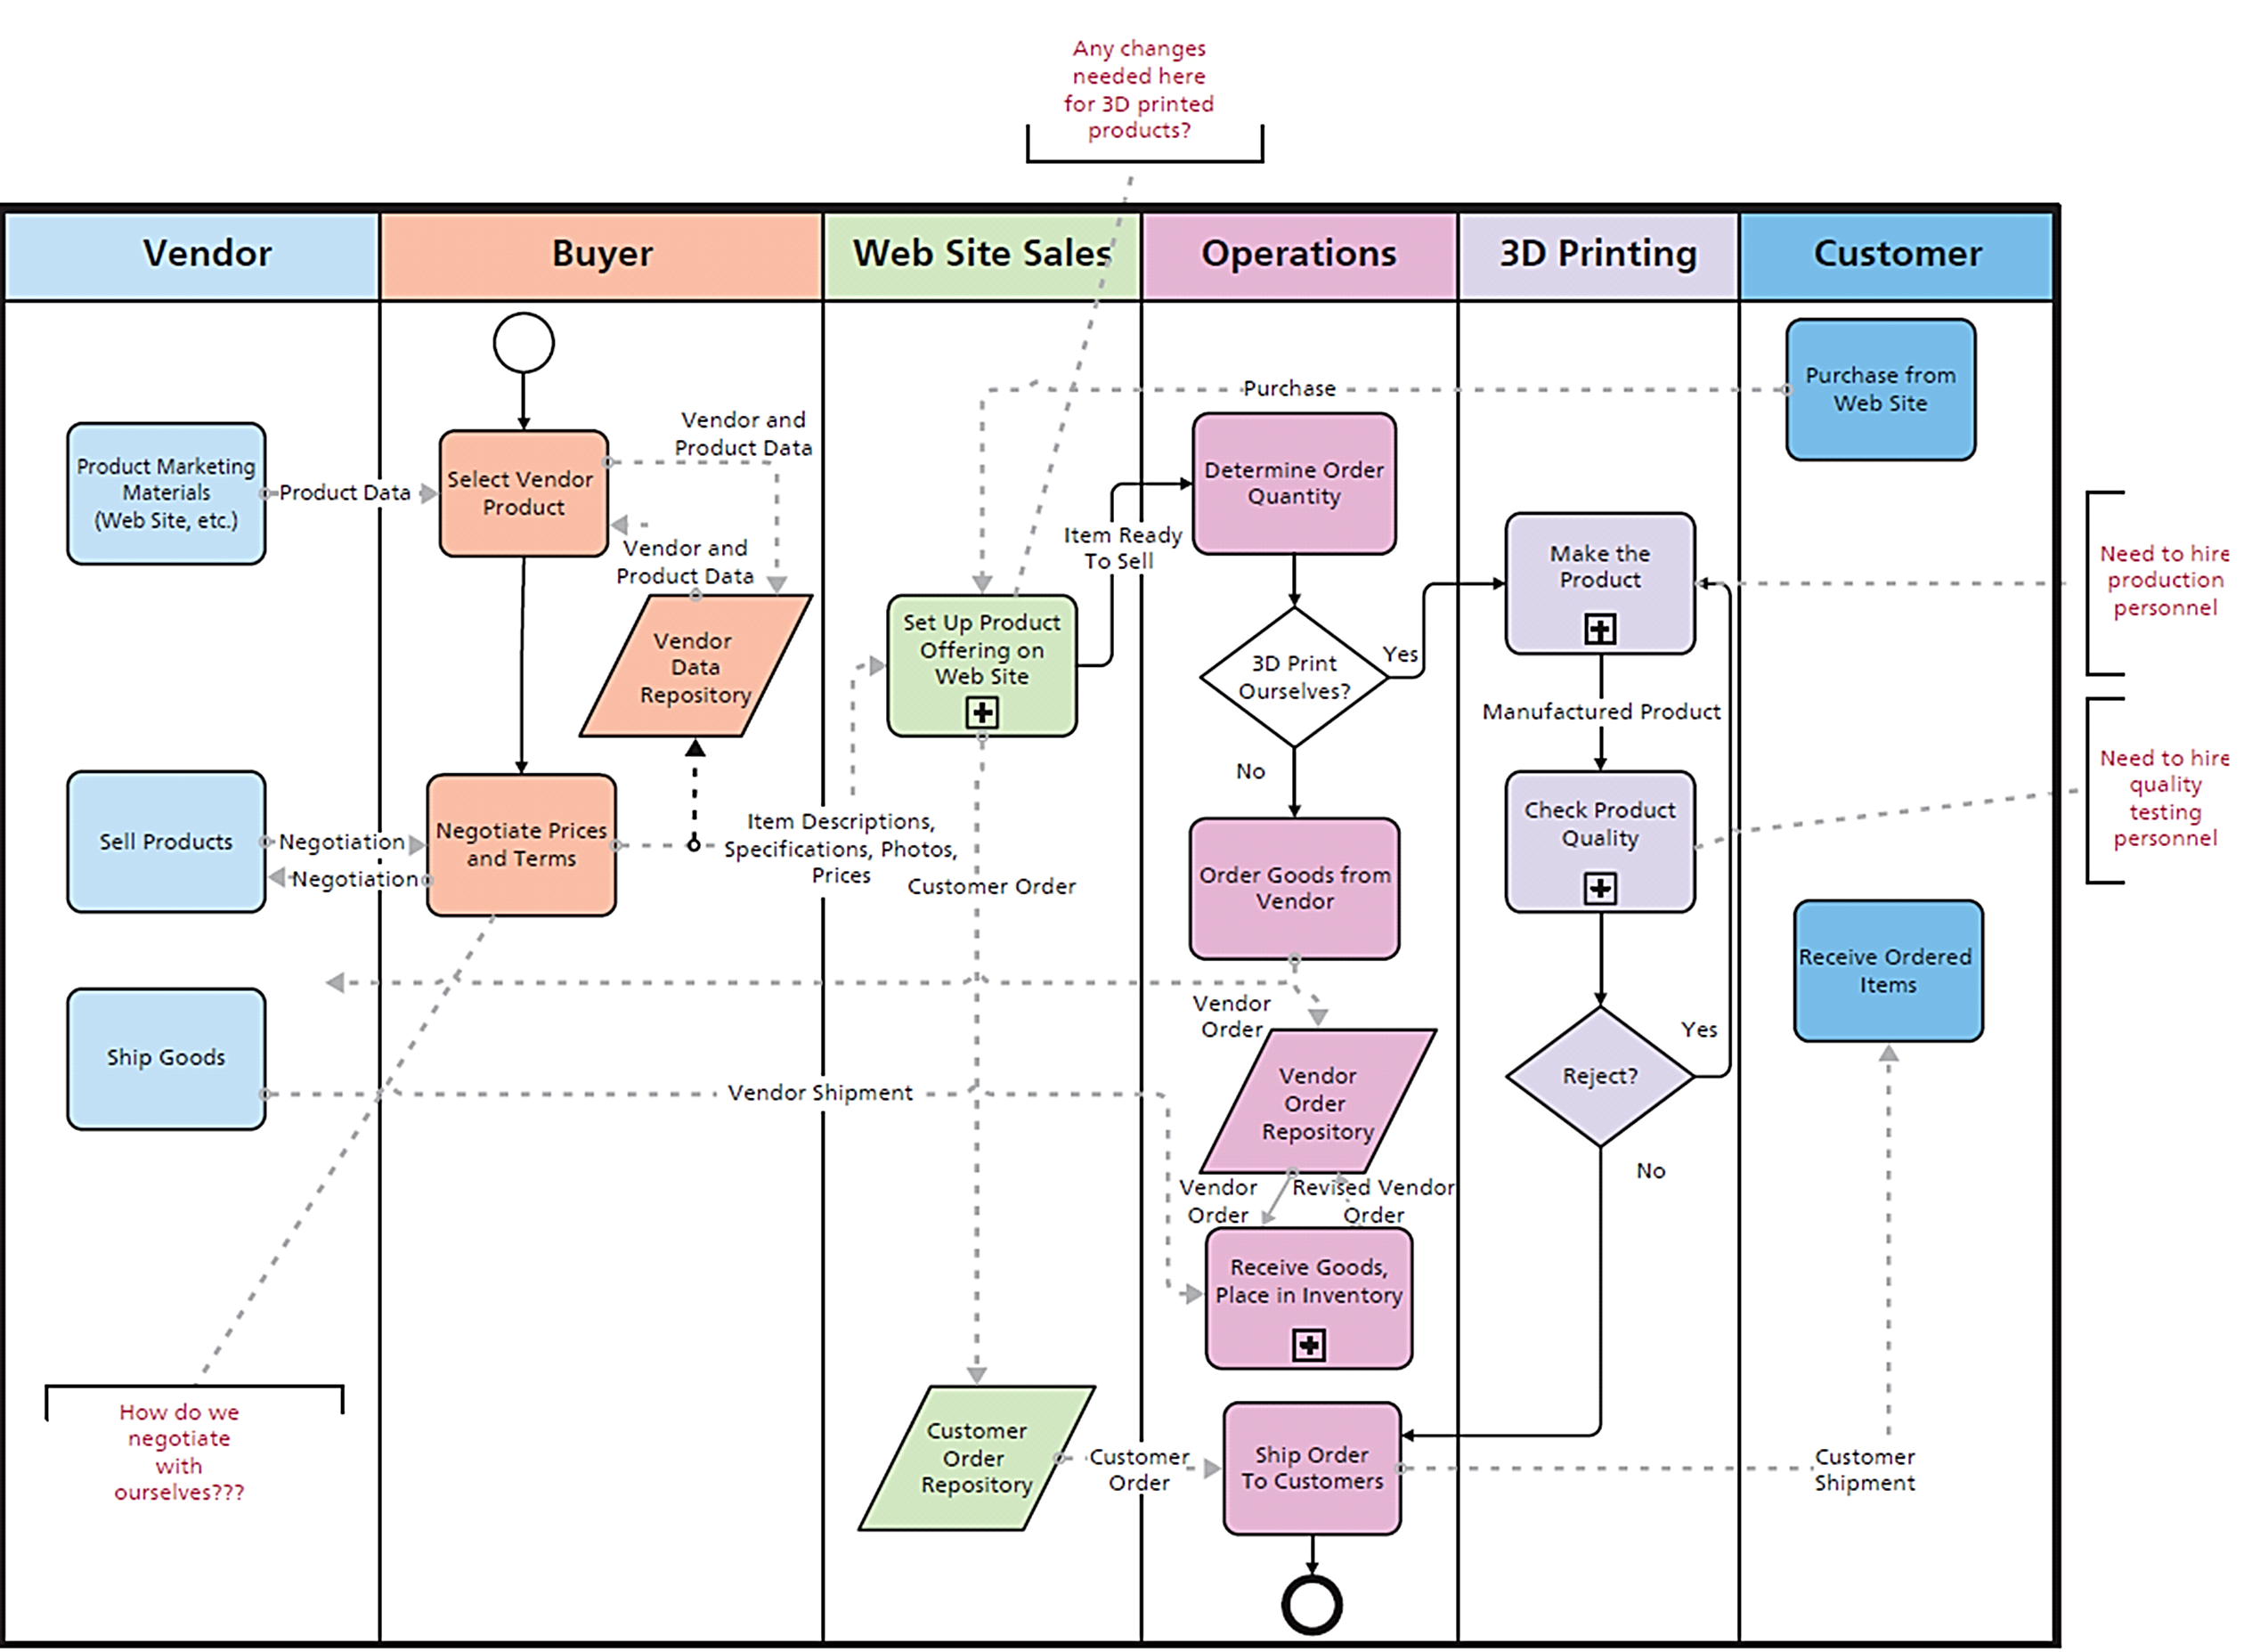 Any changes
needed here
for 3D printed
products?
Vendor
Buyer
Web Site Sales
Operations
3D Printing
Customer
Purchase
Purchase from
Web Site
Vendor and
Product Data
Product Marketing
Materials
(Web Site, etc.)
Product Data
Select Vendor
Product
Vendor and
Product Data
Vendor
Data
Repository
Set Up Product
Offering on
Web Site
Item Ready
To Sell
Determine Order
Quantity
3D Print
Ourselves?
Yes
No
Make the
Product
Need to hire
production
personnel
Manufactured Product
Check Product
Quality
Need to hire
quality
testing
personnel
Sell Products
Negotiation
Negotiation
Negotiate Prices
and Terms
Item Descriptions,
Specifications, Photos,
Prices
Customer Order
Order Goods from
Vendor
Receive Ordered
Items
Ship Goods
Vendor
Order
Vendor
Order
Repository
Reject?
Yes
No
Vendor Shipment
Vendor
Order
Revised Vendor
Order
Receive Goods,
Place in Inventory
How do we
negotiate
with
ourselves???
Customer
Order
Repository
Customer
Order
Ship Order
To Customers
Customer
Shipment